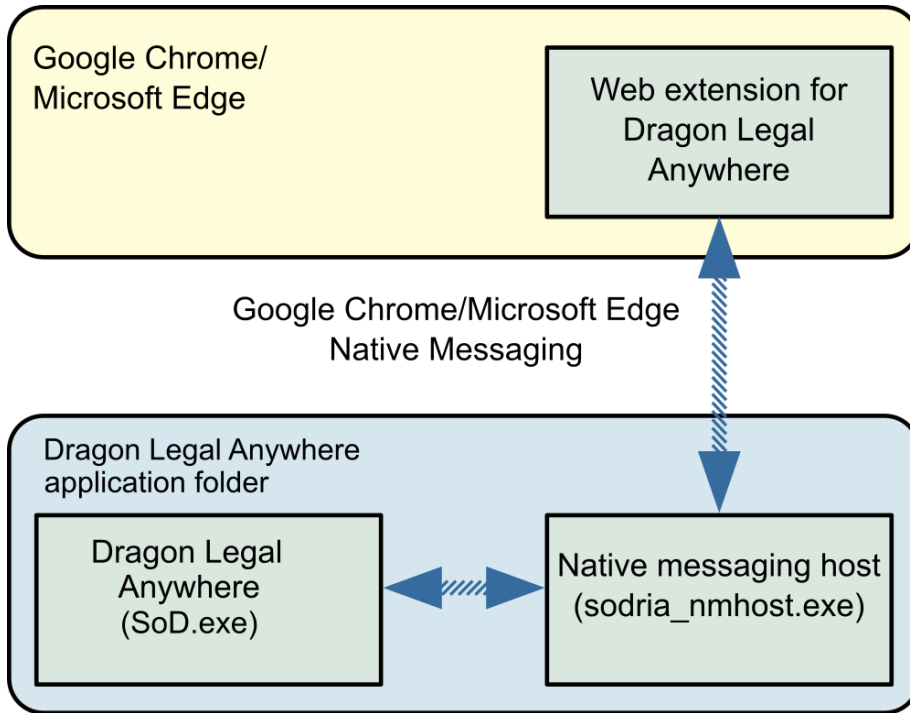 Google Chrome/
Microsoft Edge
Web extension for
Dragon Legal
Anywhere
Google Chrome/Microsoft Edge
Native Messaging
Dragon Legal Anywhere
application folder
Dragon Legal
Anywhere
(SoD.exe)
Native messaging host
(sodria_nmhost.exe)